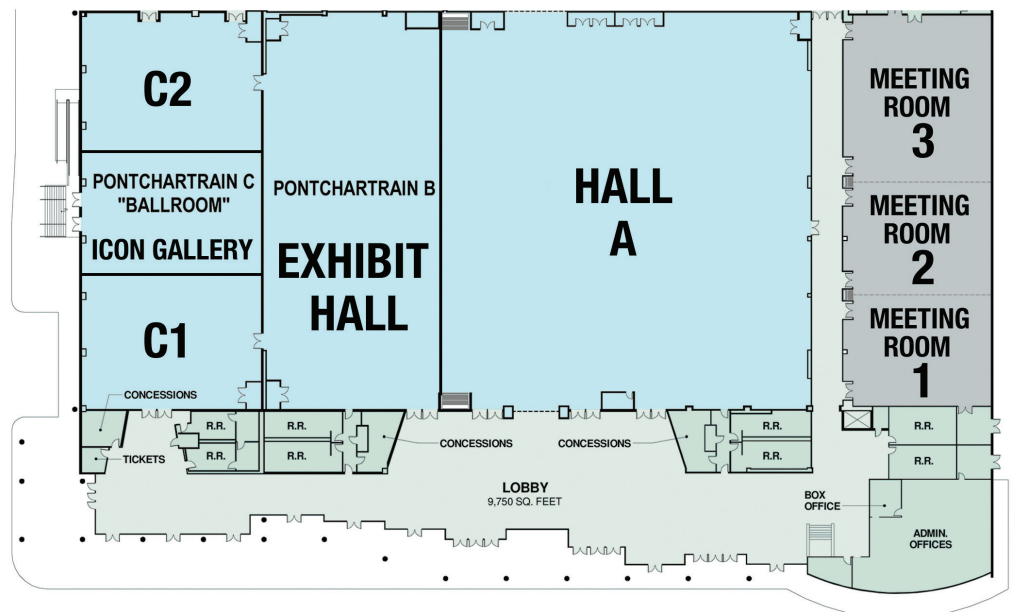 C2
PONTCHARTRAIN C
"BALLROOM"
ICON GALLERY
C1
PONTCHARTRAIN B
EXHIBIT
HALL
HALL
A
MEETING
ROOM
3
MEETING
ROOM
2
MEETING
ROOM
1
CONCESSIONS
TICKETS
R.R.
R.R.
R.R.
R.R.
CONCESSIONS
CONCESSIONS
R.R.
R.R.
R.R.
R.R.
LOBBY
9,750 SQ. FEET
BOX
OFFICE
ADMIN.
OFFICES